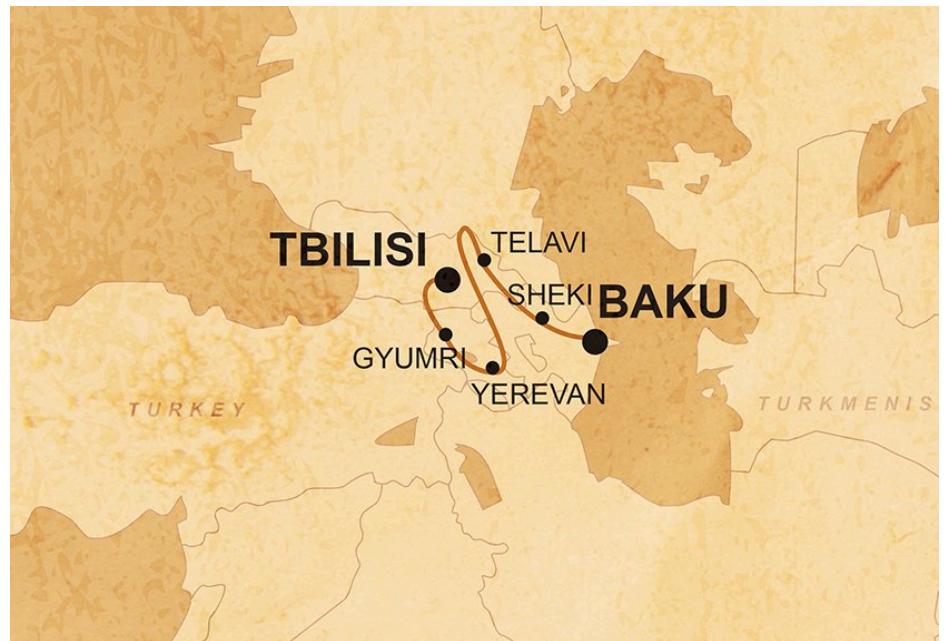 TBILISI
TELAVI
SHEKI
BAKU
GYUMRI
YEREVAN
TURKEY
TURKMENIS